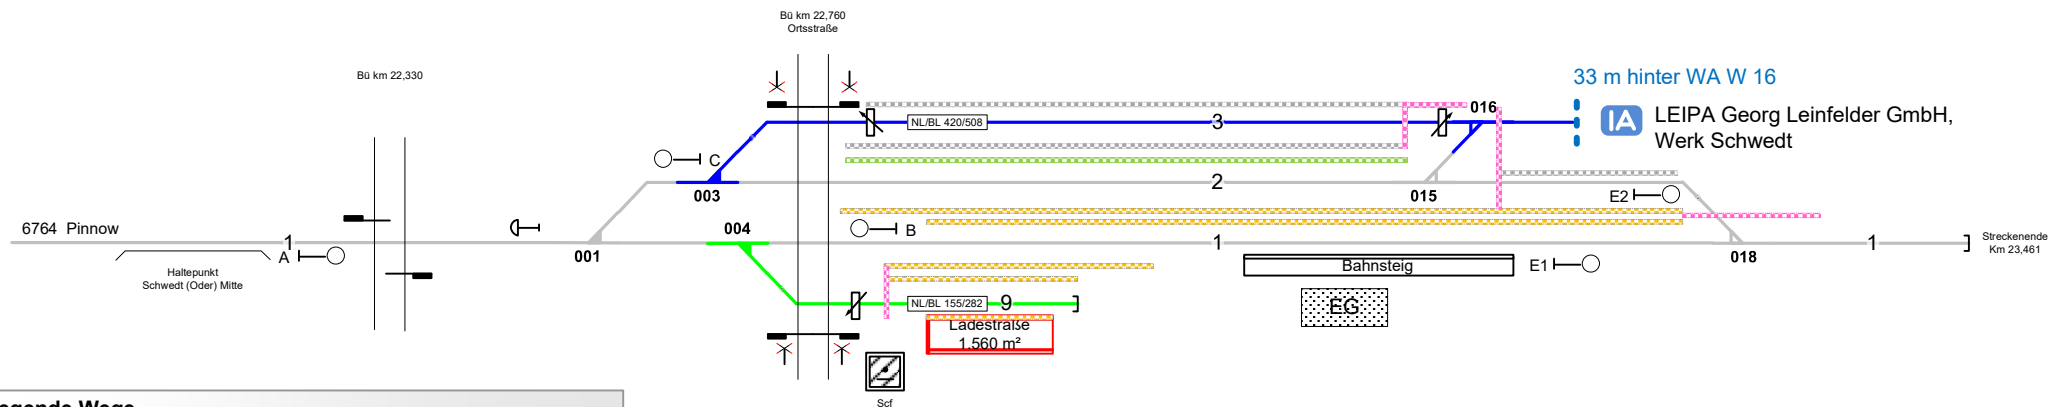 Bü km 22,760
Ortsstraße
Bü km 22,330
33 m hinter WA W 16
IA
LEIPA Georg Leinfelder GmbH,
Werk Schwedt
016
NL/BL 420/508
3
C
003
2
015
E2
6764 Pinnow
1
A
Haltepunkt
Schwedt (Oder) Mitte
001
004
B
1
018
1
Streckenende
Km 23,461
Bahnsteig
E1
EG
NL/BL 155/282
9
Ladestraße
1.560 m²
Scf